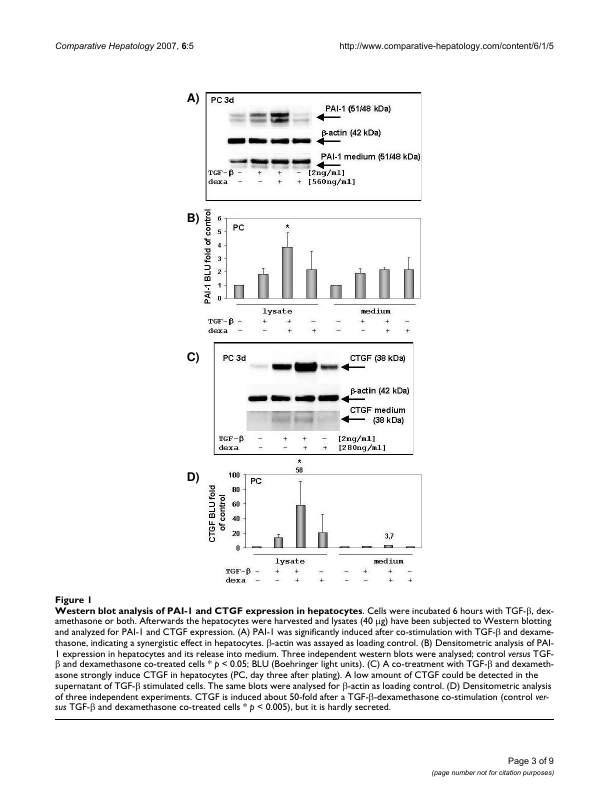 Comparative Hepatology 2007, 6:5
http://www.comparative-hepatology.com/content/6/1/5
A)
PC 3d
PAI-1 (51/48 kDa)
β-actin (42 kDa)
PAI-1 medium (51/48 kDa)
TGF-β – + + – [2ng/ml]
dexa – – + + [560ng/ml]
B)
PAI-1 BLU fold of control
6
5
4
3
2
1
0
PC
*
lysate medium
TGF-β – + + – – + + –
dexa – – + + – – + +
C)
PC 3d
CTGF (38 kDa)
β-actin (42 kDa)
CTGF medium
(38 kDa)
TGF-β – + + – [2ng/ml]
dexa – – + + [280ng/ml]
D)
CTGF BLU fold
of control
100
80
60
40
20
0
PC
*
58
3,7
lysate medium
TGF-β – + + – – + + –
dexa – – + + – – + +
Figure 1
Western blot analysis of PAI-1 and CTGF expression in hepatocytes. Cells were incubated 6 hours with TGF-β, dex-
amethasone or both. Afterwards the hepatocytes were harvested and lysates (40 μg) have been subjected to Western blotting
and analyzed for PAI-1 and CTGF expression. (A) PAI-1 was significantly induced after co-stimulation with TGF-β and dexame-
thasone, indicating a synergistic effect in hepatocytes. β-actin was assayed as loading control. (B) Densitometric analysis of PAI-
1 expression in hepatocytes and its release into medium. Three independent western blots were analysed; control versus TGF-
β and dexamethasone co-treated cells * p < 0.05; BLU (Boehringer light units). (C) A co-treatment with TGF-β and dexameth-
asone strongly induce CTGF in hepatocytes (PC, day three after plating). A low amount of CTGF could be detected in the
supernatant of TGF-β stimulated cells. The same blots were analysed for β-actin as loading control. (D) Densitometric analysis
of three independent experiments. CTGF is induced about 50-fold after a TGF-β-dexamethasone co-stimulation (control ver-
sus TGF-β and dexamethasone co-treated cells * p < 0.005), but it is hardly secreted.
Page 3 of 9
(page number not for citation purposes)